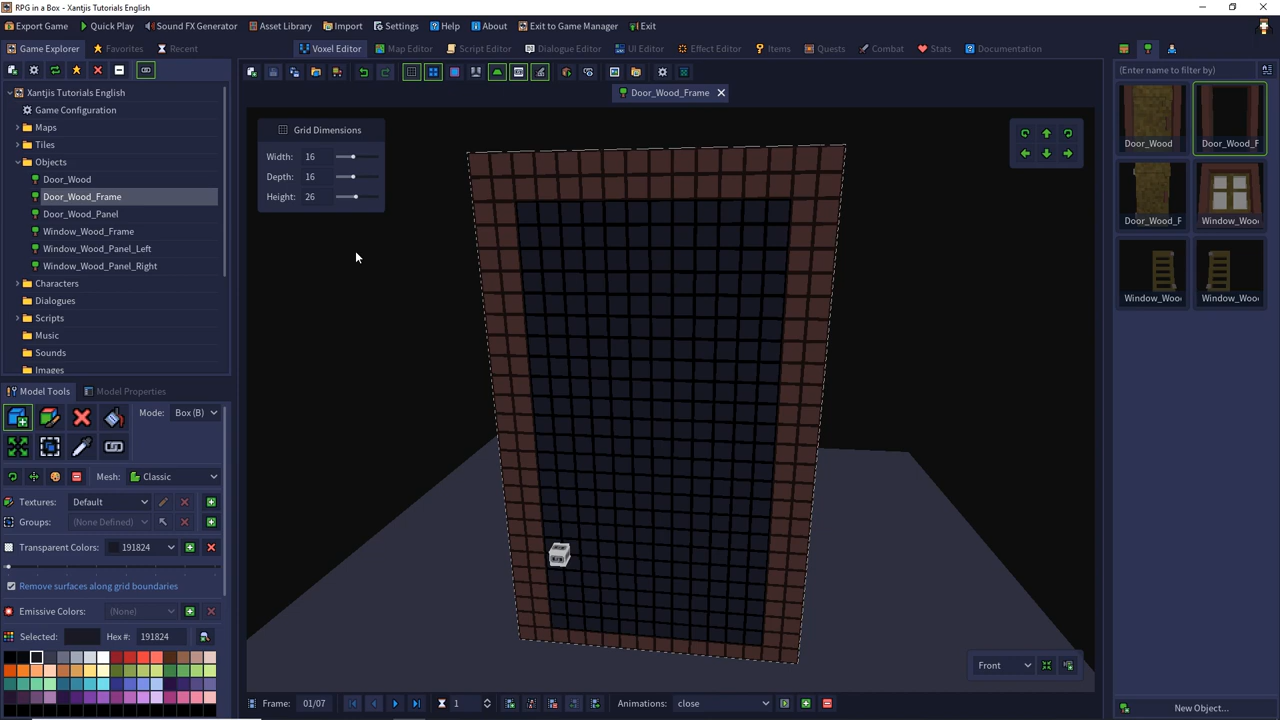 RPG in a Box — Xantjis Tutorials English
Export Game Quick Play Sound FX Generator Asset Library Import Settings Help About Exit to Game Manager Exit
Game Explorer Favorites Recent
Voxel Editor Map Editor Script Editor Dialogue Editor UI Editor Effect Editor Items Quests Combat Stats Documentation
(Enter name to filter by)
Door_Wood_Frame
Xantjis Tutorials English
Game Configuration
Maps
Tiles
Objects
Door_Wood
Door_Wood_Frame
Door_Wood_Panel
Window_Wood_Frame
Window_Wood_Panel_Left
Window_Wood_Panel_Right
Characters
Dialogues
Scripts
Music
Sounds
Images
Grid Dimensions
Width: 16
Depth: 16
Height: 26
Door_Wood Door_Wood_F
Door_Wood_F Window_Woo
Window_Woo Window_Woo
Model Tools Model Properties
Mode: Box (B)
Mesh: Classic
Textures: Default
Groups: (None Defined)
Transparent Colors: 191824
Remove surfaces along grid boundaries
Emissive Colors: (None)
Selected: Hex #: 191824
Front
Frame: 01/07 1 Animations: close
New Object...